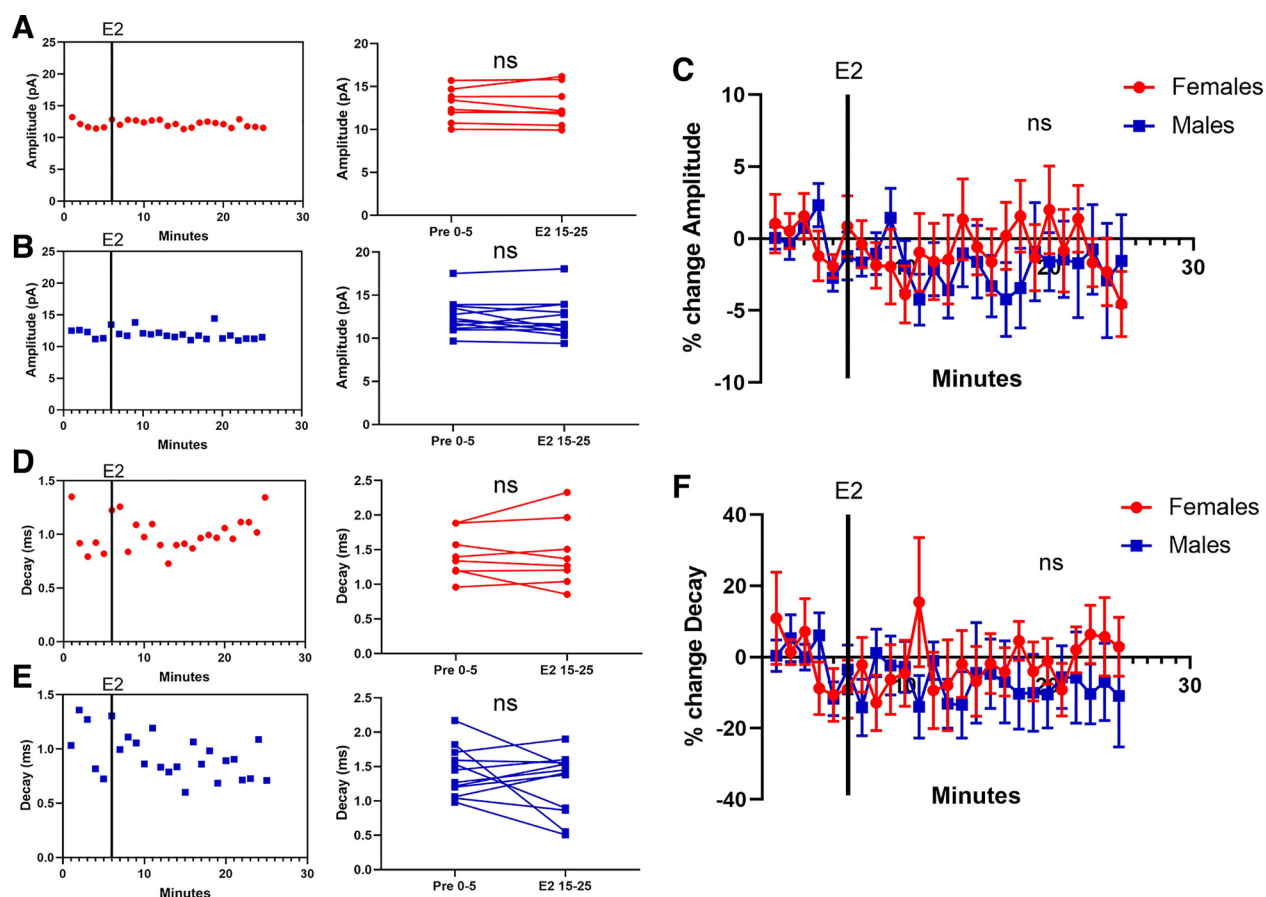 A
E2
Amplitude (pA)
25
20
15
10
5
0
0 10 20 30
Minutes
ns
Amplitude (pA)
20
15
10
5
0
Pre 0-5 E2 15-25
B
E2
Amplitude (pA)
25
20
15
10
5
0
0 10 20 30
Minutes
ns
Amplitude (pA)
20
15
10
5
0
Pre 0-5 E2 15-25
C
E2
Females
Males
ns
% change Amplitude
10
5
0
-5
-10
10 20 30
Minutes
D
E2
Decay (ms)
1.5
1.0
0.5
0.0
0 10 20 30
Minutes
ns
Decay (ms)
2.5
2.0
1.5
1.0
0.5
0.0
Pre 0-5 E2 15-25
E
E2
Decay (ms)
1.5
1.0
0.5
0.0
0 10 20 30
Minutes
ns
Decay (ms)
2.5
2.0
1.5
1.0
0.5
0.0
Pre 0-5 E2 15-25
F
E2
Females
Males
ns
% change Decay
40
20
0
-20
-40
10 20 30
Minutes